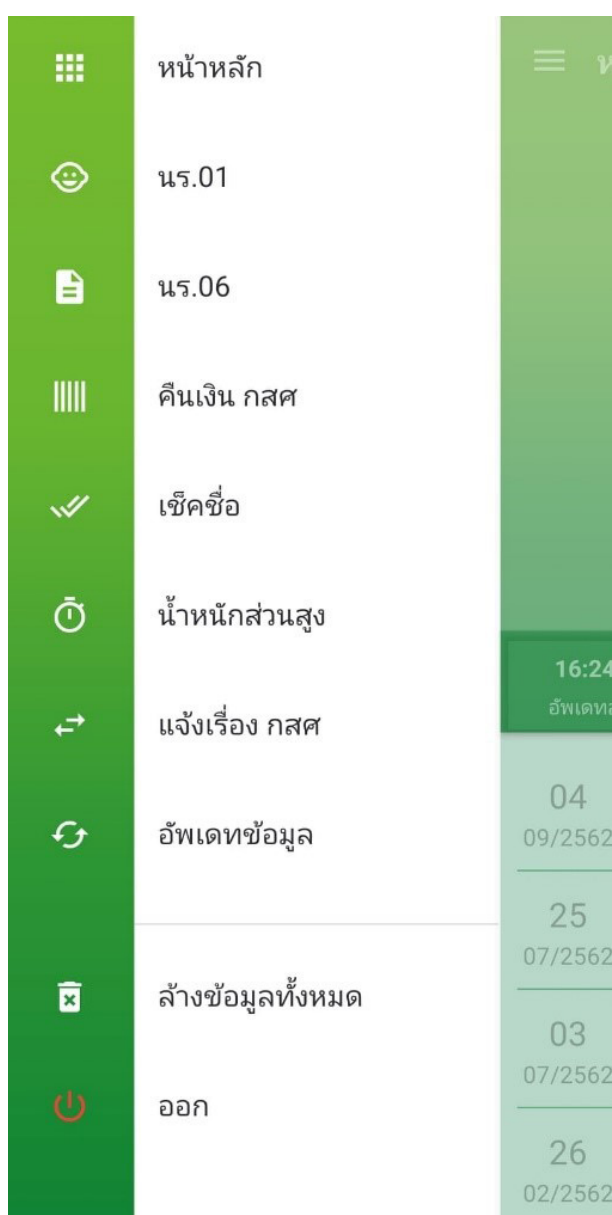 หน้าหลัก
นร.01
นร.06
คืนเงิน กสศ
เช็คชื่อ
น้ำหนักส่วนสูง
แจ้งเรื่อง กสศ
อัพเดทข้อมูล
ล้างข้อมูลทั้งหมด
ออก
16:24
04
09/2562
25
07/2562
03
07/2562
26
02/2562